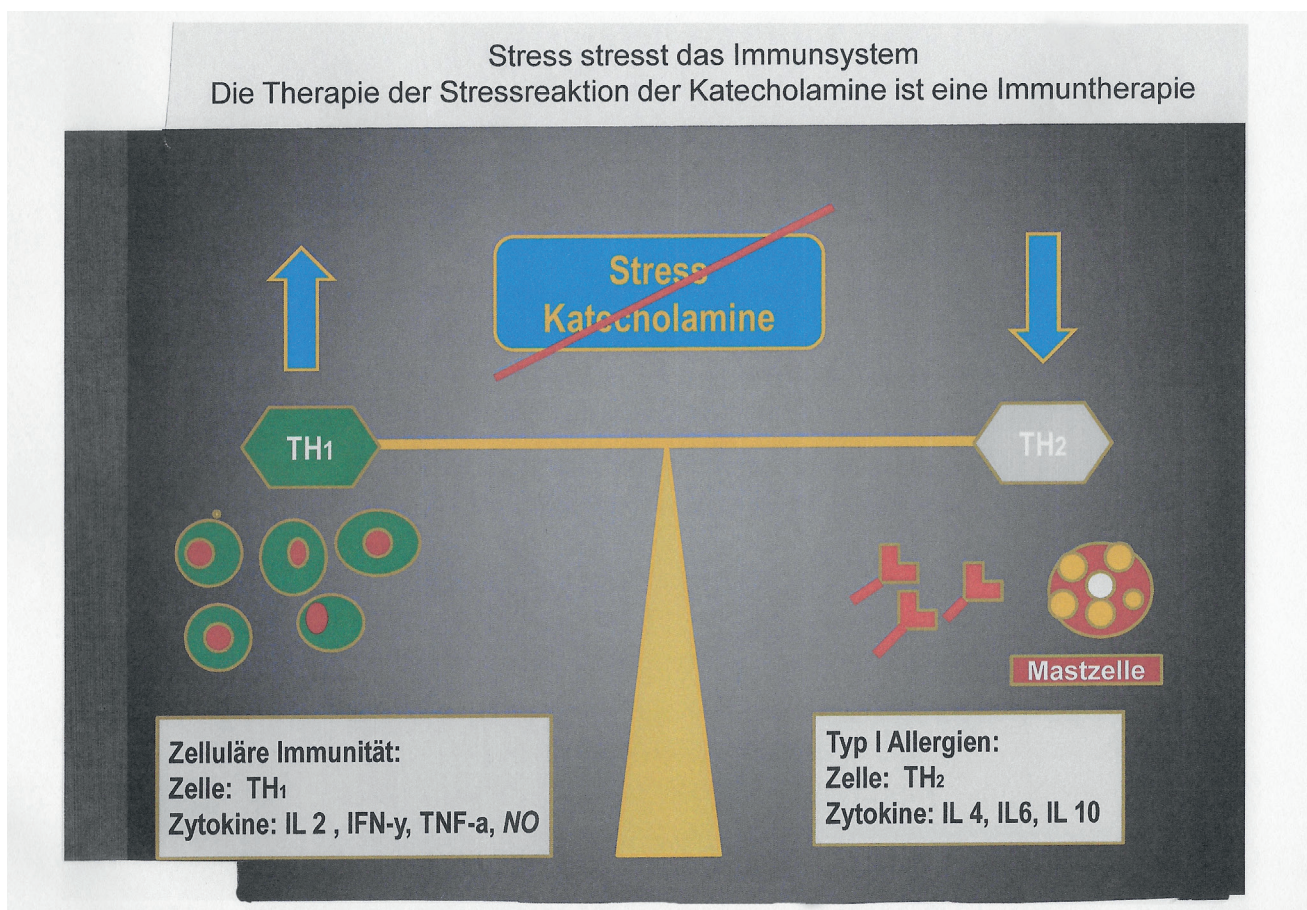 Stress stresst das Immunsystem
Die Therapie der Stressreaktion der Katecholamine ist eine Immuntherapie
Stress
Katecholamine
TH1
TH2
Mastzelle
Zelluläre Immunität:
Zelle: TH1
Zytokine: IL 2 , IFN-y, TNF-a, NO
Typ I Allergien:
Zelle: TH2
Zytokine: IL 4, IL6, IL 10